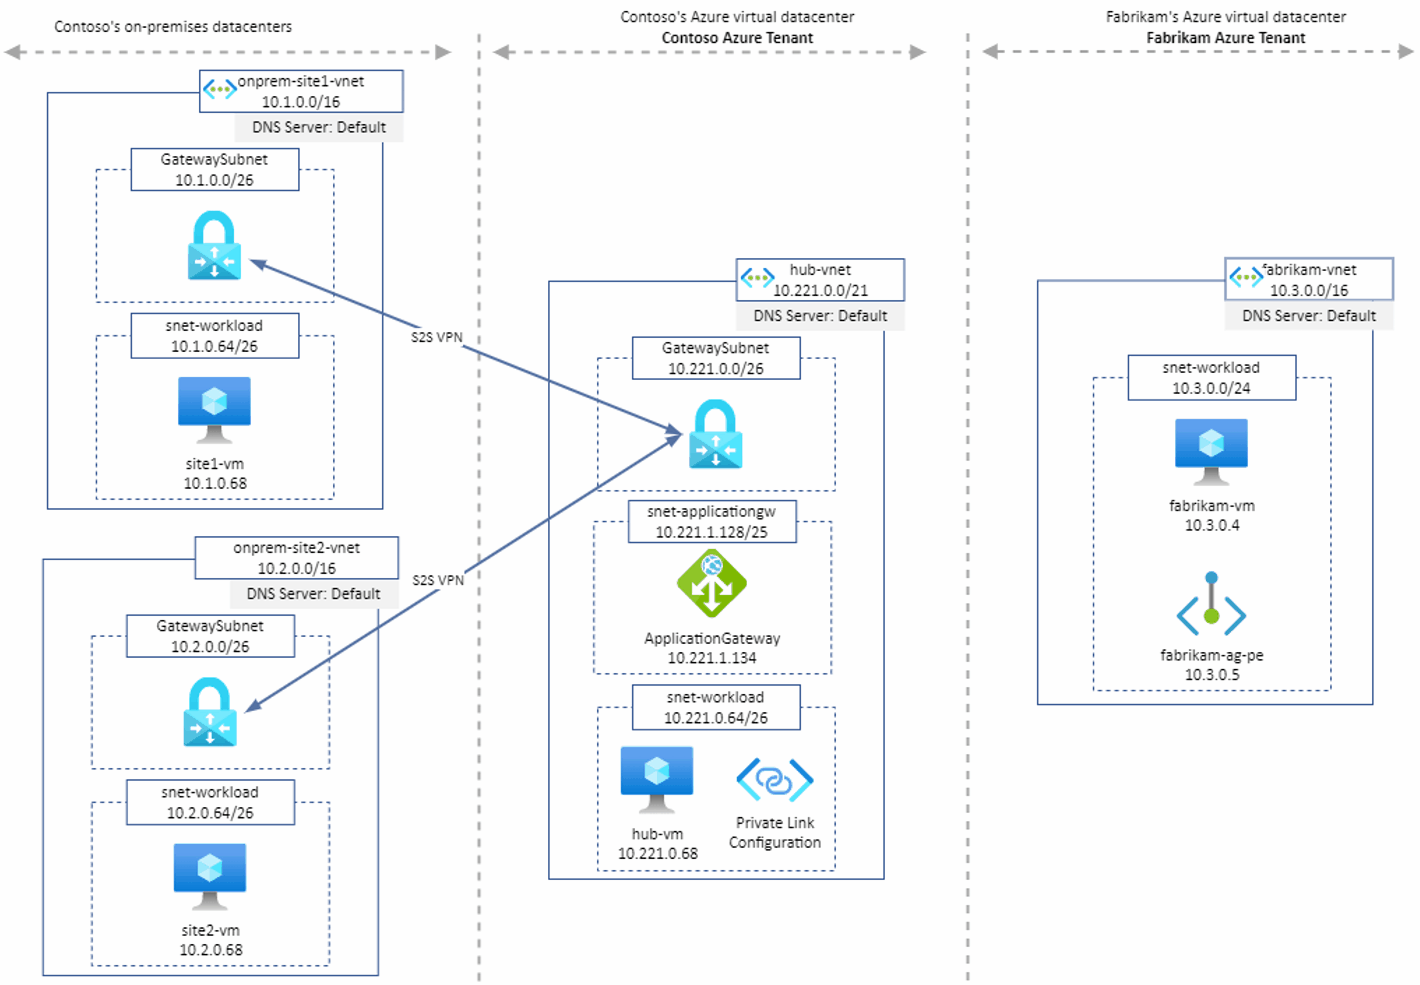 Contoso's on-premises datacenters
onprem-site1-vnet
10.1.0.0/16
DNS Server: Default
GatewaySubnet
10.1.0.0/26
snet-workload
10.1.0.64/26
site1-vm
10.1.0.68
onprem-site2-vnet
10.2.0.0/16
DNS Server: Default
GatewaySubnet
10.2.0.0/26
snet-workload
10.2.0.64/26
site2-vm
10.2.0.68
S2S VPN
S2S VPN
Contoso's Azure virtual datacenter
Contoso Azure Tenant
hub-vnet
10.221.0.0/21
DNS Server: Default
GatewaySubnet
10.221.0.0/26
snet-applicationgw
10.221.1.128/25
ApplicationGateway
10.221.1.134
snet-workload
10.221.0.64/26
hub-vm
10.221.0.68
Private Link
Configuration
Fabrikam's Azure virtual datacenter
Fabrikam Azure Tenant
fabrikam-vnet
10.3.0.0/16
DNS Server: Default
snet-workload
10.3.0.0/24
fabrikam-vm
10.3.0.4
fabrikam-ag-pe
10.3.0.5